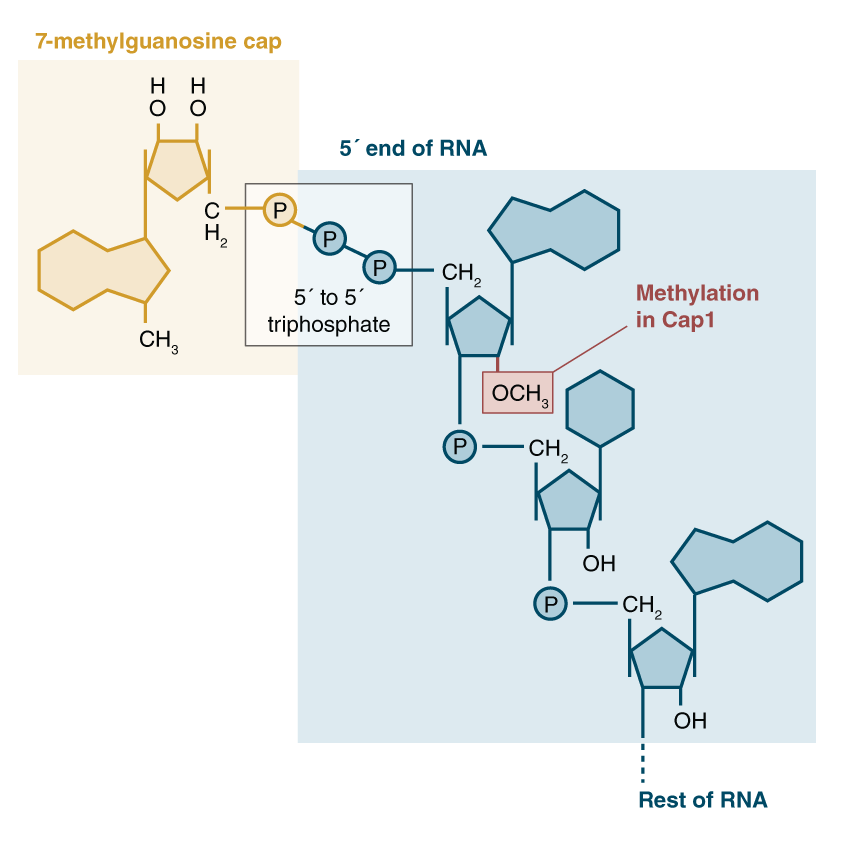 7-methylguanosine cap
H H
O O
5´ end of RNA
C
H2
P
P
P
CH2
5´ to 5´
triphosphate
Methylation
in Cap1
CH3
OCH3
P
CH2
OH
P
CH2
OH
Rest of RNA